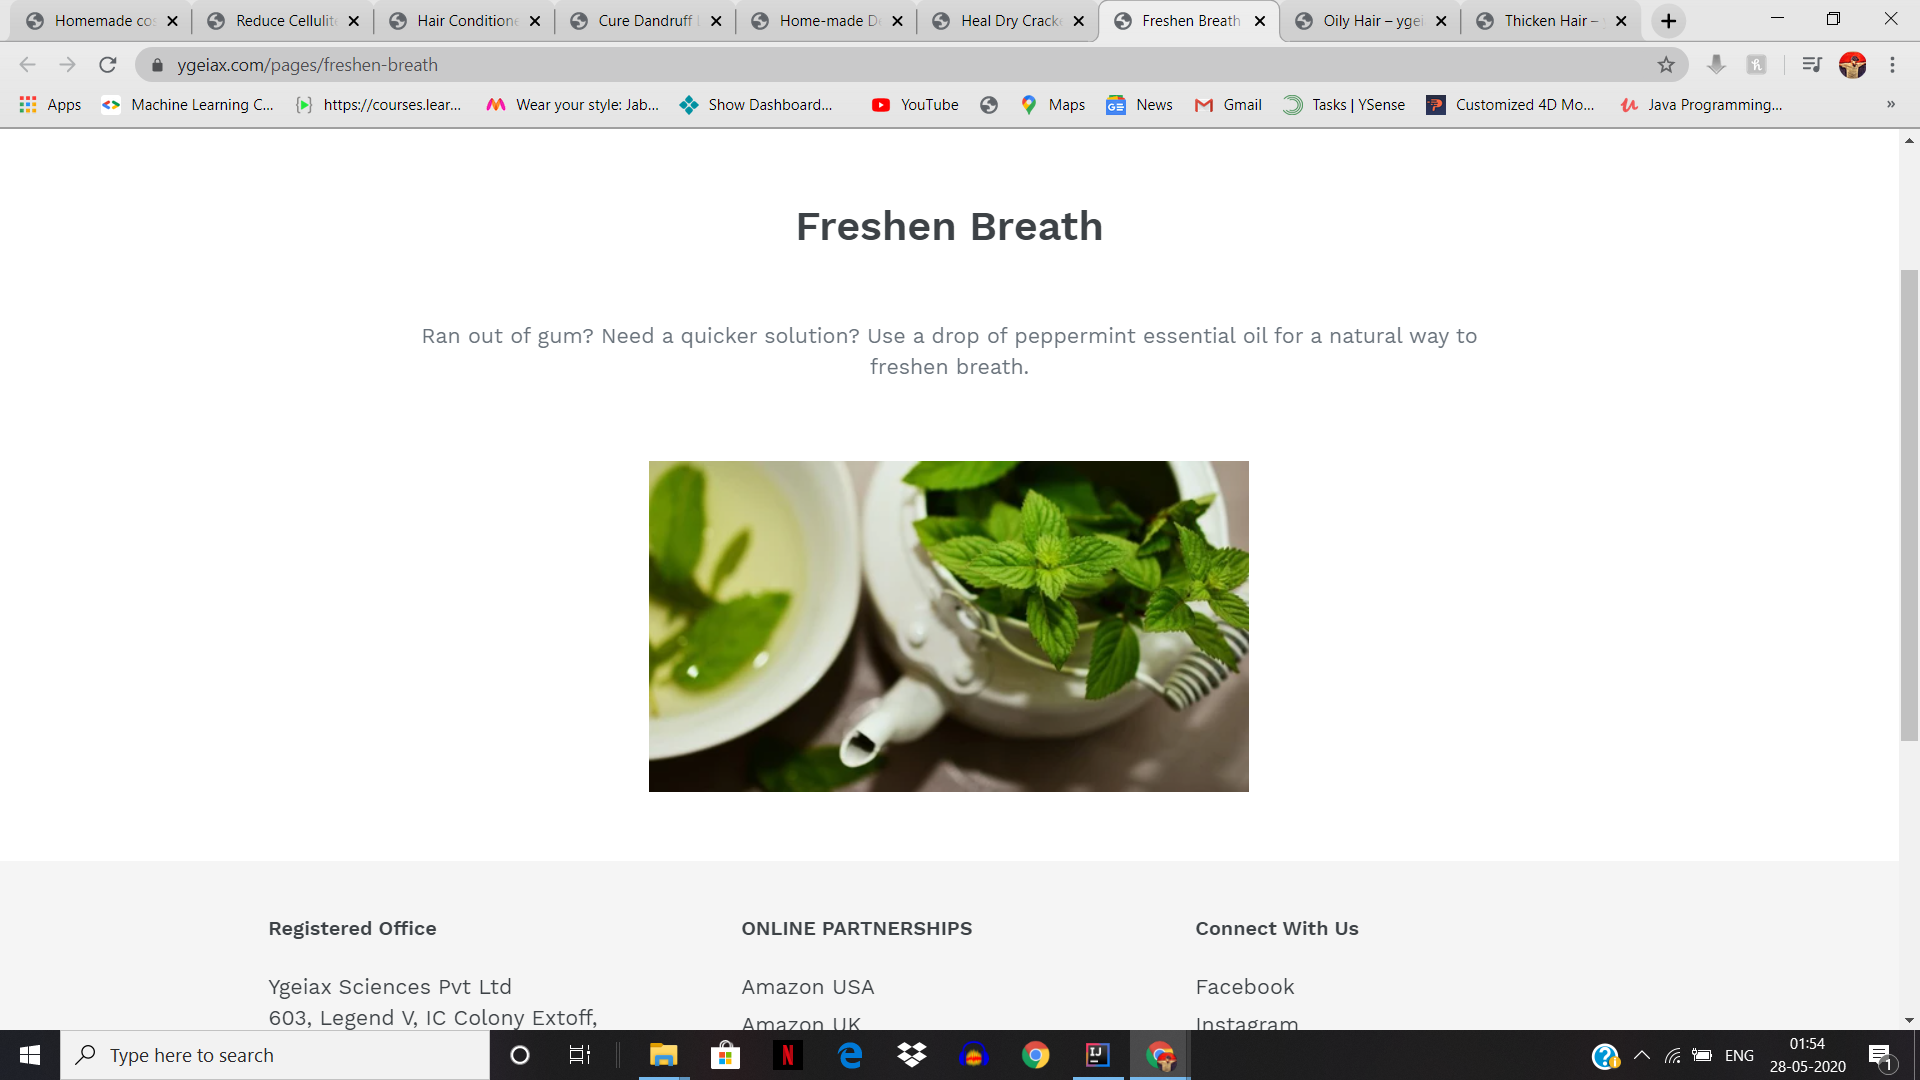 Homemade co
Reduce Cellulit
Hair Condition
Cure Dandruff
Home-made D
Heal Dry Crack
Freshen Breath
Oily Hair – ygei
Thicken Hair –
ygeiax.com/pages/freshen-breath
Apps
Machine Learning C...
https://courses.lear...
Wear your style: Jab...
Show Dashboard...
YouTube
Maps
News
Gmail
Tasks | YSense
Customized 4D Mo...
Java Programming...
»
Freshen Breath
Ran out of gum? Need a quicker solution? Use a drop of peppermint essential oil for a natural way to
freshen breath.
Registered Office
ONLINE PARTNERSHIPS
Connect With Us
Ygeiax Sciences Pvt Ltd
Amazon USA
Facebook
603, Legend V, IC Colony Extoff,
Amazon UK
Instagram
Type here to search
ENG
01:54
28-05-2020
1